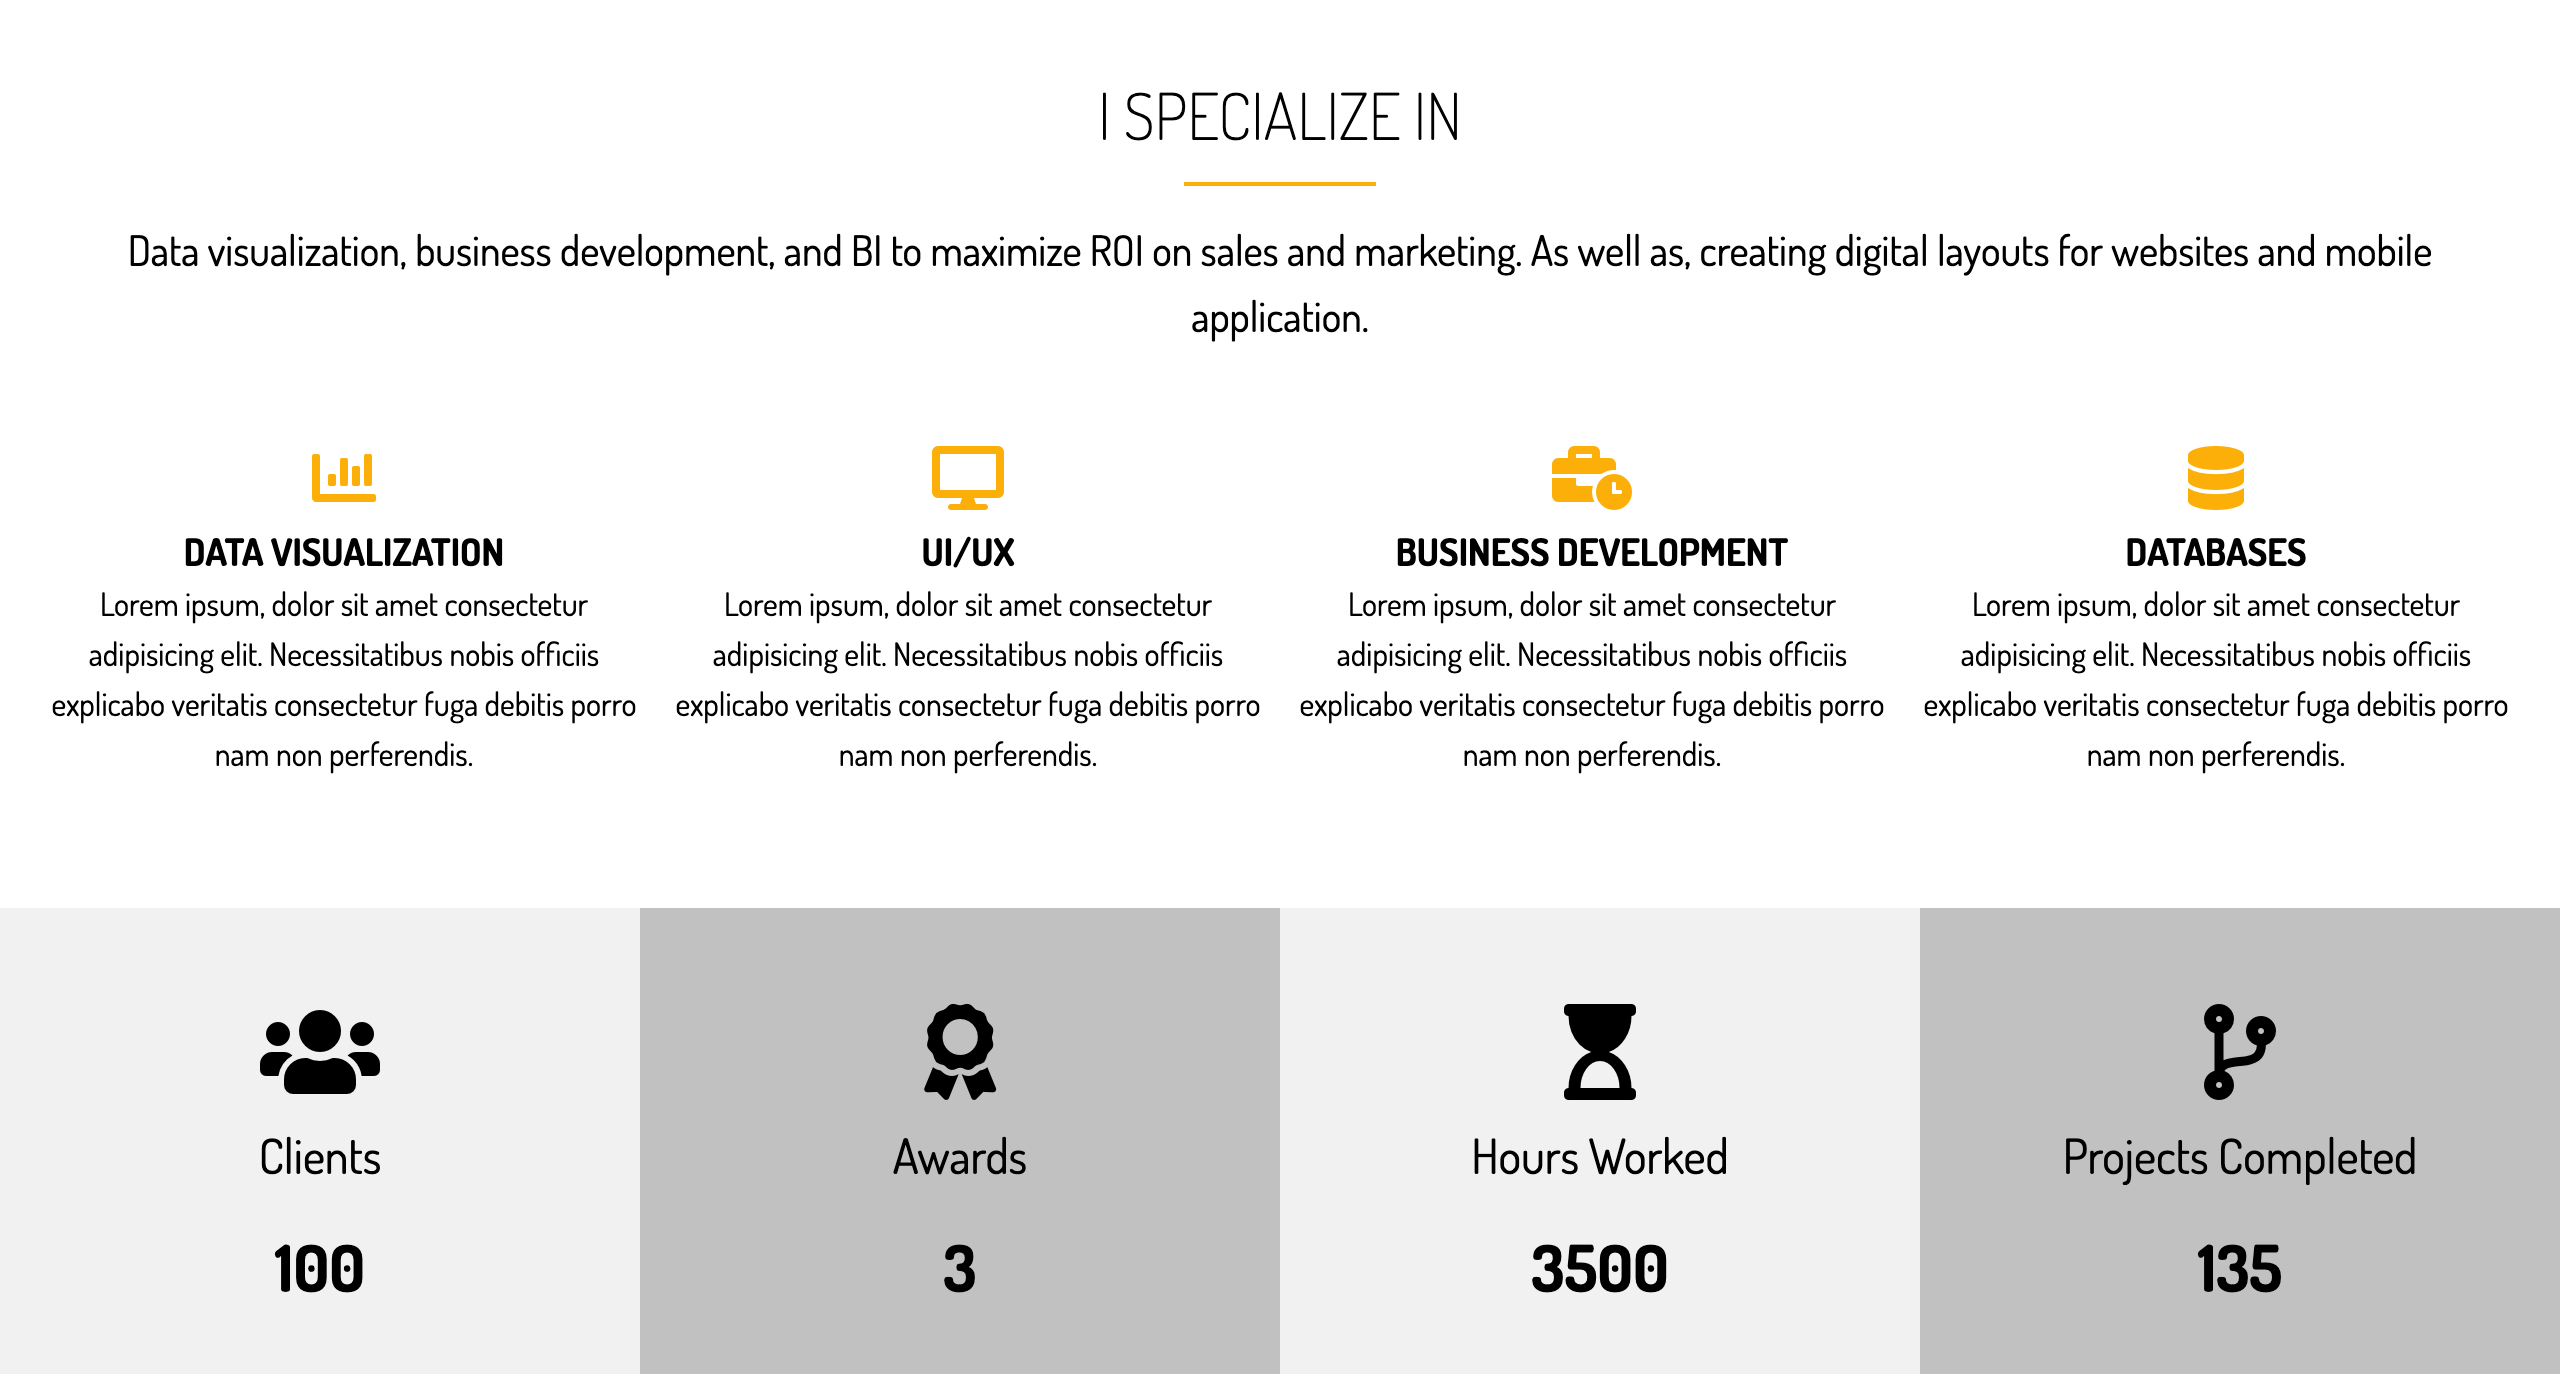 I SPECIALIZE IN
Data visualization, business development, and BI to maximize ROI on sales and marketing. As well as, creating digital layouts for websites and mobile
application.
DATA VISUALIZATION
Lorem ipsum, dolor sit amet consectetur
adipisicing elit. Necessitatibus nobis officiis
explicabo veritatis consectetur fuga debitis porro
nam non perferendis.
UI/UX
Lorem ipsum, dolor sit amet consectetur
adipisicing elit. Necessitatibus nobis officiis
explicabo veritatis consectetur fuga debitis porro
nam non perferendis.
BUSINESS DEVELOPMENT
Lorem ipsum, dolor sit amet consectetur
adipisicing elit. Necessitatibus nobis officiis
explicabo veritatis consectetur fuga debitis porro
nam non perferendis.
DATABASES
Lorem ipsum, dolor sit amet consectetur
adipisicing elit. Necessitatibus nobis officiis
explicabo veritatis consectetur fuga debitis porro
nam non perferendis.
Clients
100
Awards
3
Hours Worked
3500
Projects Completed
135